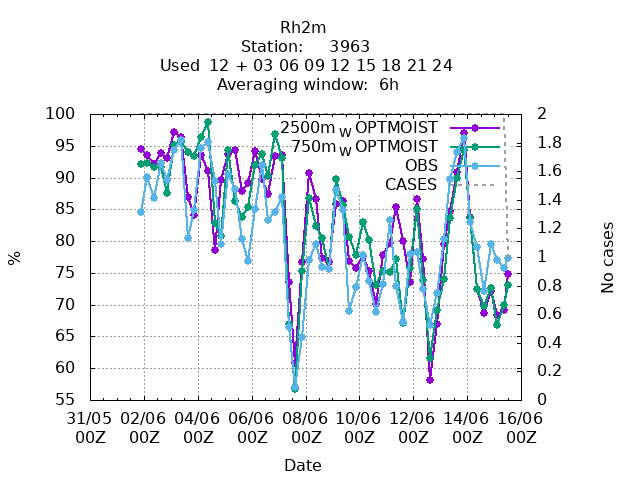 Rh2m
Station: 3963
Used 12 + 03 06 09 12 15 18 21 24
Averaging window: 6h
2500m W OPTMOIST
750m W OPTMOIST
OBS
CASES
100
95
90
85
80
75
70
65
60
55
%
2
1.8
1.6
1.4
1.2
1
0.8
0.6
0.4
0.2
0
No cases
31/05 02/06 04/06 06/06 08/06 10/06 12/06 14/06 16/06
00Z 00Z 00Z 00Z 00Z 00Z 00Z 00Z 00Z
Date